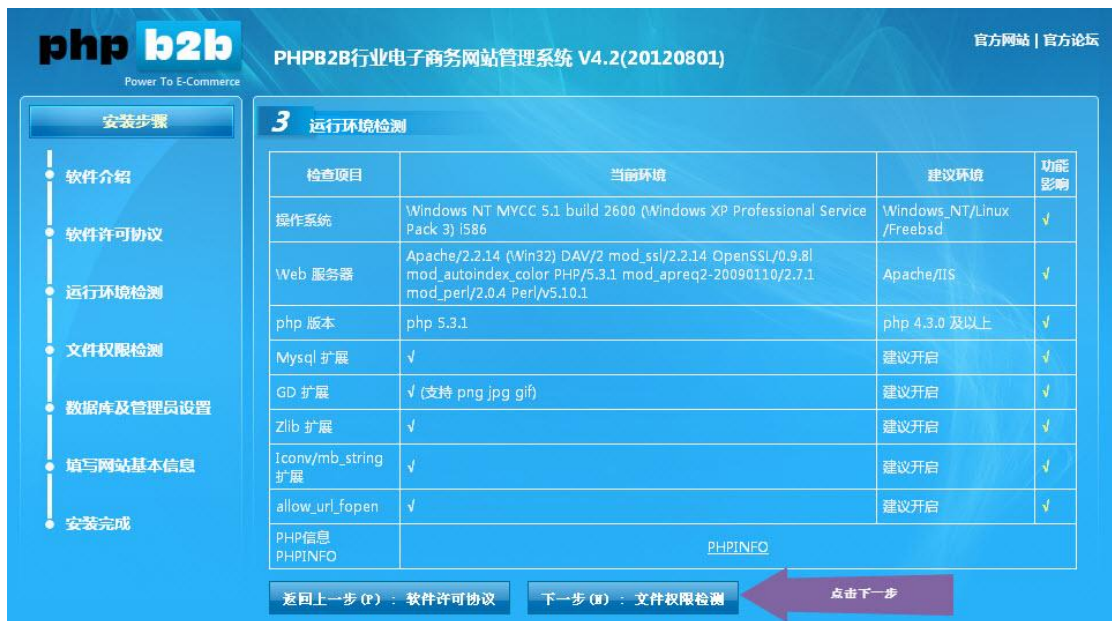 php b2b
Power To E-Commerce
PHPB2B行业电子商务网站管理系统 V4.2(20120801)
官方网站 | 官方论坛
安装步骤
软件介绍
软件许可协议
运行环境检测
文件权限检测
数据库及管理员设置
填写网站基本信息
安装完成
3 运行环境检测
检查项目 当前环境 建议环境 功能
影响
操作系统 Windows NT MYCC 5.1 build 2600 (Windows XP Professional Service Windows_NT/Linux √
Pack 3) i586 /Freebsd
Apache/2.2.14 (Win32) DAV/2 mod_ssl/2.2.14 OpenSSL/0.9.8l
Web 服务器 mod_autoindex_color PHP/5.3.1 mod_apreq2-20090110/2.7.1 Apache/IIS √
mod_perl/2.0.4 Perl/v5.10.1
php 版本 php 5.3.1 php 4.3.0 及以上 √
Mysql 扩展 √ 建议开启 √
GD 扩展 √ (支持 png jpg gif) 建议开启 √
Zlib 扩展 √ 建议开启 √
Iconv/mb_string
扩展 √ 建议开启 √
allow_url_fopen √ 建议开启 √
PHP信息
PHPINFO PHPINFO
返回上一步(P) : 软件许可协议 下一步(N) : 文件权限检测 点击下一步